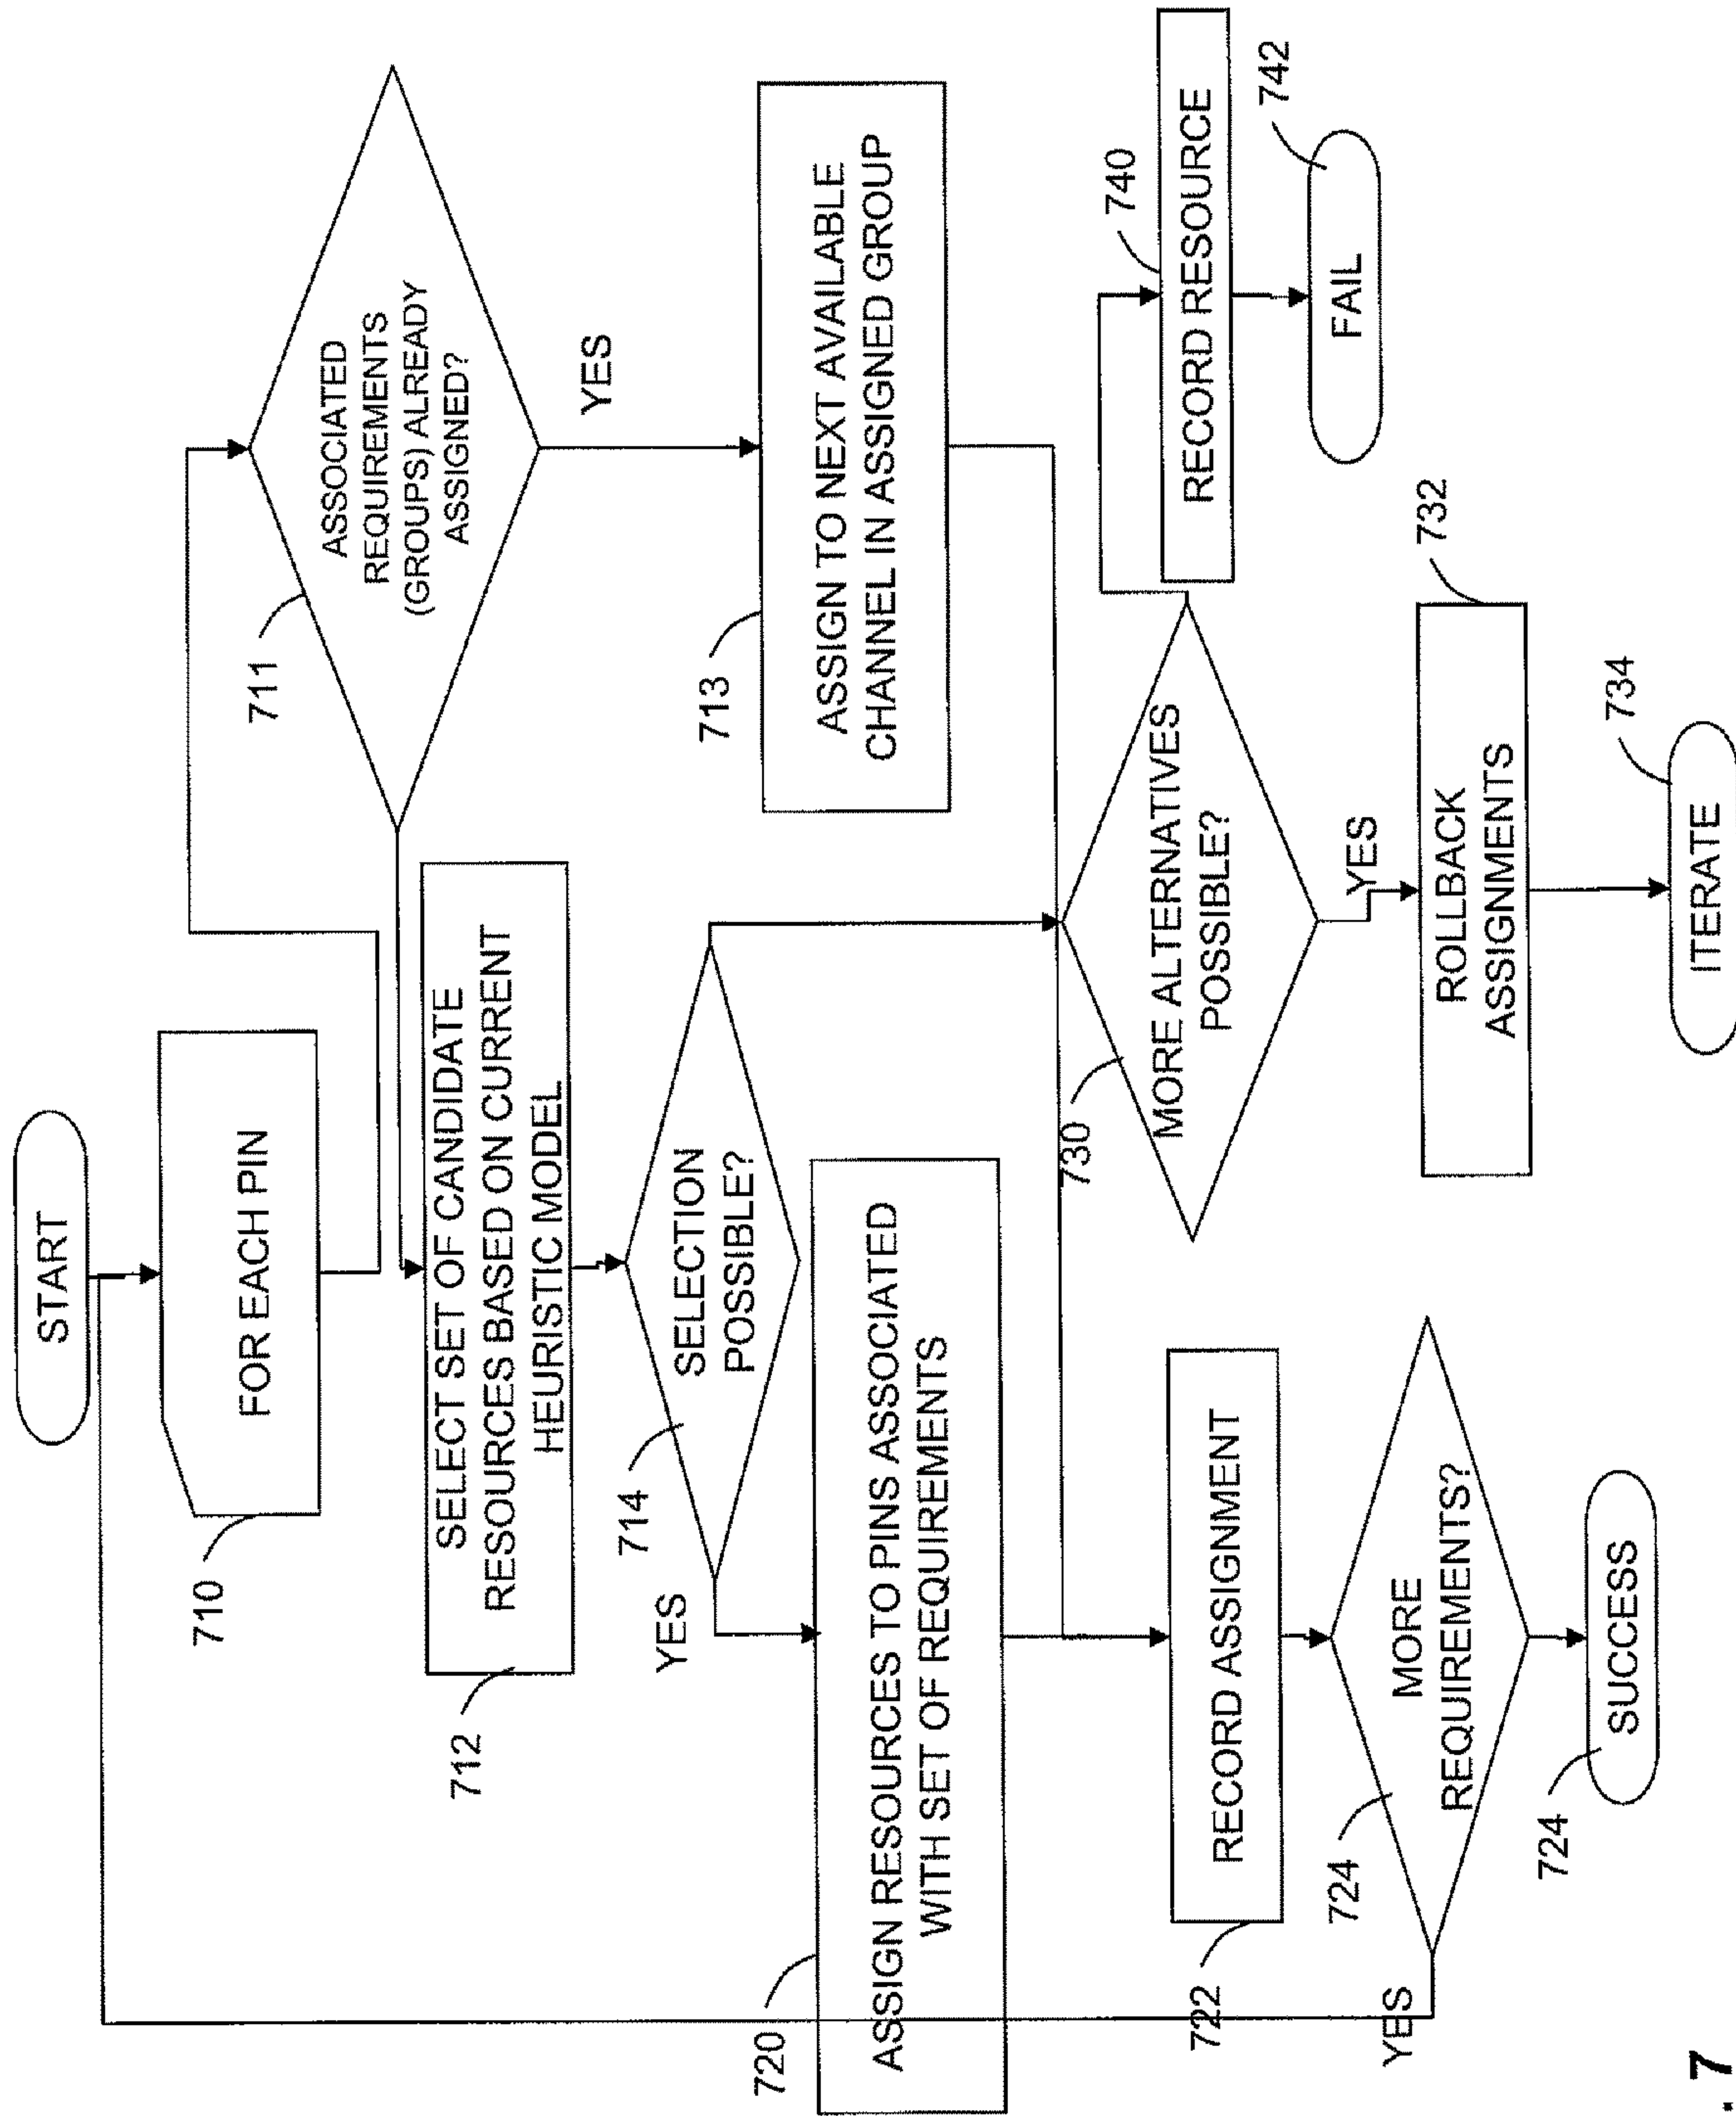 START
FOR EACH PIN
710
ASSOCIATED
REQUIREMENTS
(GROUPS) ALREADY
ASSIGNED?
711
YES
SELECT SET OF CANDIDATE
RESOURCES BASED ON CURRENT
HEURISTIC MODEL
712
SELECTION
POSSIBLE?
714
YES
ASSIGN TO NEXT AVAILABLE
CHANNEL IN ASSIGNED GROUP
713
ASSIGN RESOURCES TO PINS ASSOCIATED
WITH SET OF REQUIREMENTS
720
MORE ALTERNATIVES
POSSIBLE?
730
YES
RECORD RESOURCE
740
FAIL
742
RECORD ASSIGNMENT
722
MORE
REQUIREMENTS?
724
YES
ROLLBACK
ASSIGNMENTS
732
SUCCESS
724
ITERATE
734
. 7